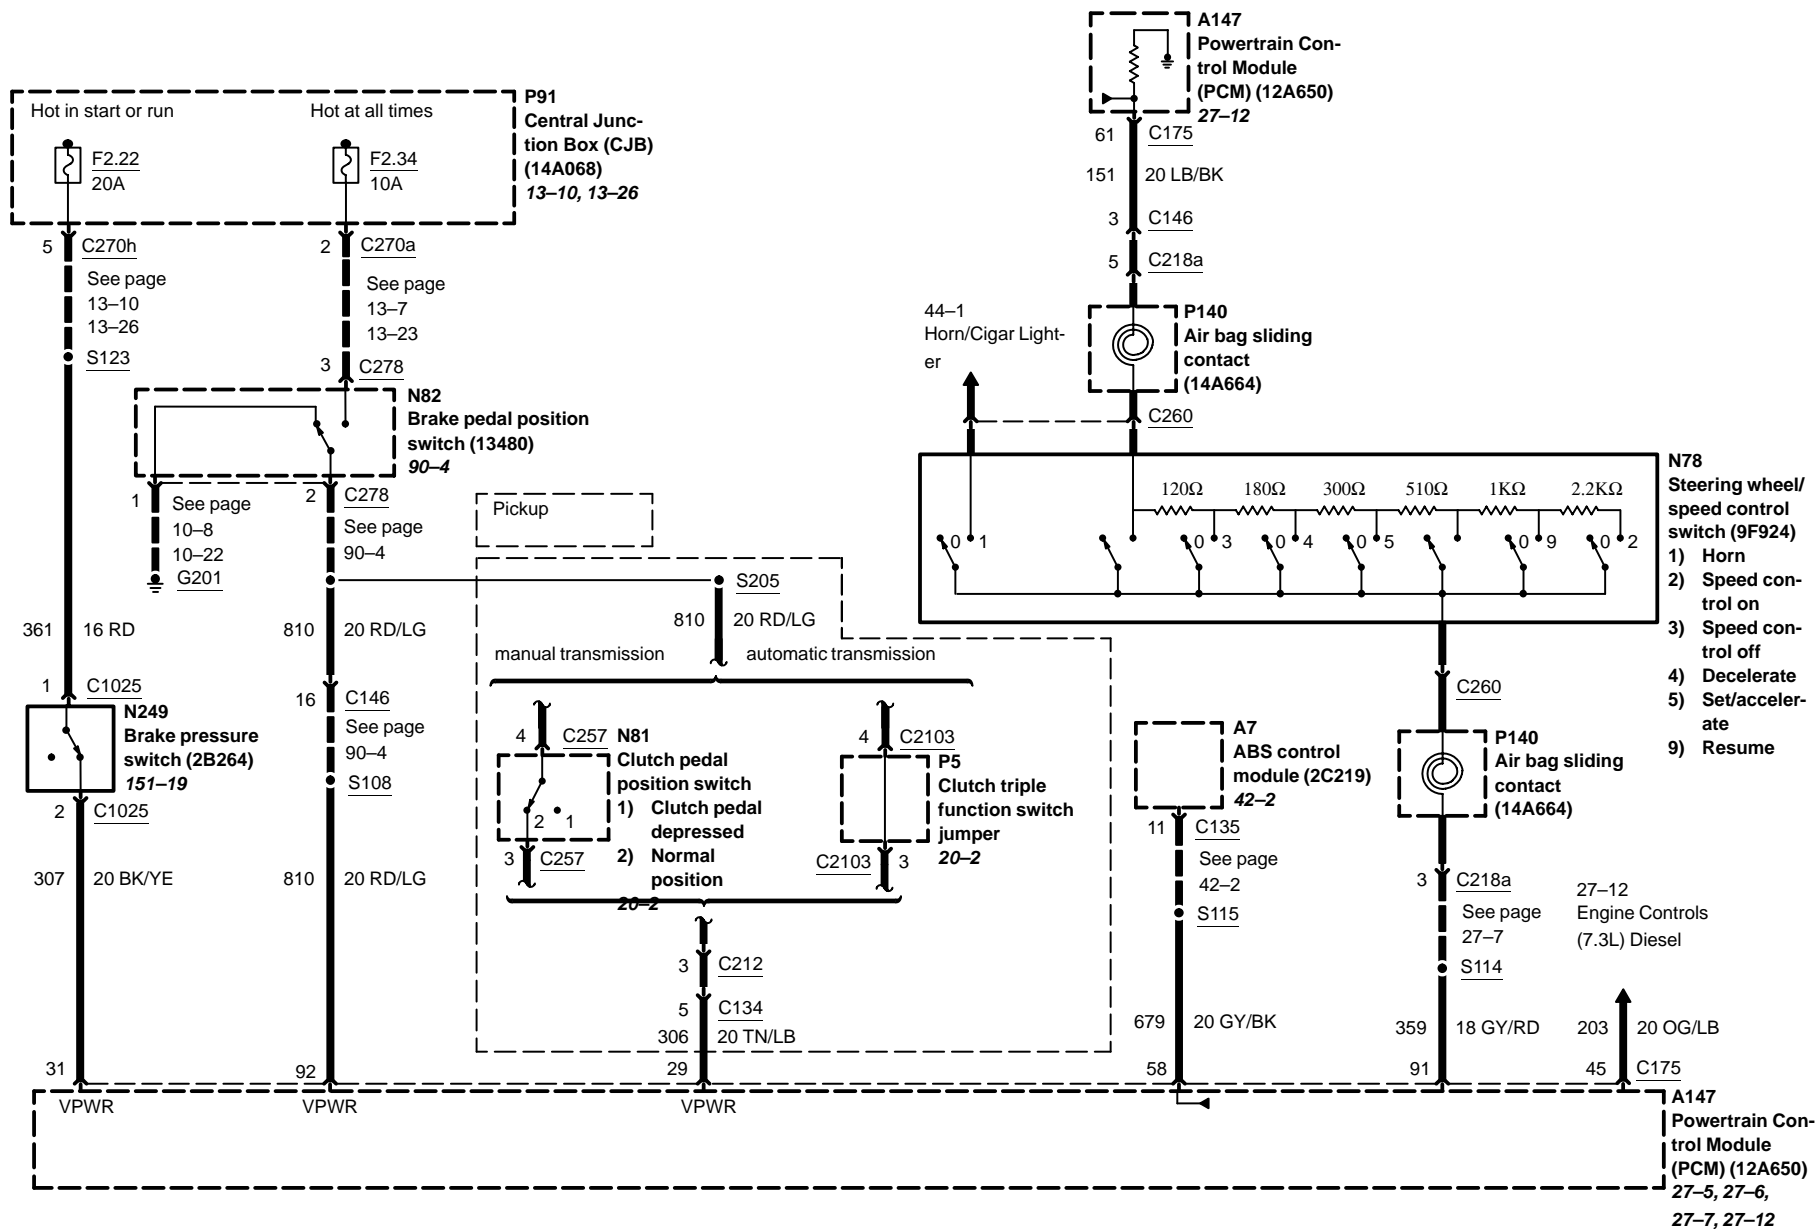 A147
Powertrain Con-
trol Module
(PCM) (12A650)
27–12
61 C175
151 20 LB/BK
3 C146
5 C218a
P140
Air bag sliding
contact
(14A664)
C260
44–1
Horn/Cigar Light-
er
Hot in start or run
Hot at all times
F2.22
20A
F2.34
10A
P91
Central Junc-
tion Box (CJB)
(14A068)
13–10, 13–26
5 C270h
See page
13–10
13–26
S123
2 C270a
See page
13–7
13–23
3 C278
N82
Brake pedal position
switch (13480)
90–4
1
See page
10–8
10–22
G201
2 C278
See page
90–4
361 16 RD
810 20 RD/LG
1 C1025
N249
Brake pressure
switch (2B264)
151–19
2 C1025
307 20 BK/YE
16 C146
See page
90–4
S108
810 20 RD/LG
Pickup
S205
810 20 RD/LG
manual transmission
automatic transmission
4 C257
N81
Clutch pedal
position switch
1) Clutch pedal
depressed
2) Normal
position
20–2
2 1
3 C257
4 C2103
P5
Clutch triple
function switch
jumper
20–2
C2103 3
3 C212
5 C134
306 20 TN/LB
N78
Steering wheel/
speed control
switch (9F924)
1) Horn
2) Speed con-
trol on
3) Speed con-
trol off
4) Decelerate
5) Set/acceler-
ate
9) Resume
120Ω 180Ω 300Ω 510Ω 1KΩ 2.2KΩ
0 1 0 3 0 4 0 5 0 9 0 2
C260
P140
Air bag sliding
contact
(14A664)
A7
ABS control
module (2C219)
42–2
11 C135
See page
42–2
S115
679 20 GY/BK
3 C218a
See page
27–7
S114
359 18 GY/RD
27–12
Engine Controls
(7.3L) Diesel
203 20 OG/LB
31 92 29 58 91 45 C175
VPWR VPWR VPWR
A147
Powertrain Con-
trol Module
(PCM) (12A650)
27–5, 27–6,
27–7, 27–12